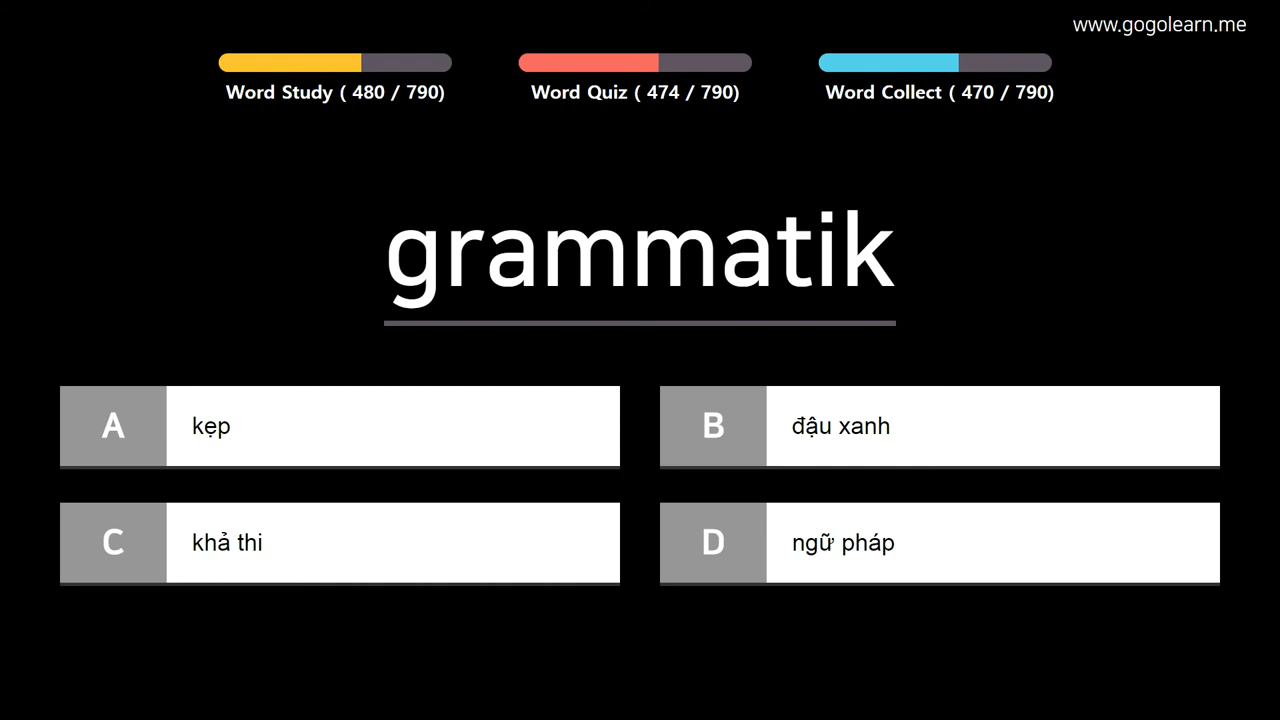 www.gogolearn.me
Word Study ( 480 / 790)
Word Quiz ( 474 / 790)
Word Collect ( 470 / 790)
grammatik
A kẹp
B đậu xanh
C khả thi
D ngữ pháp